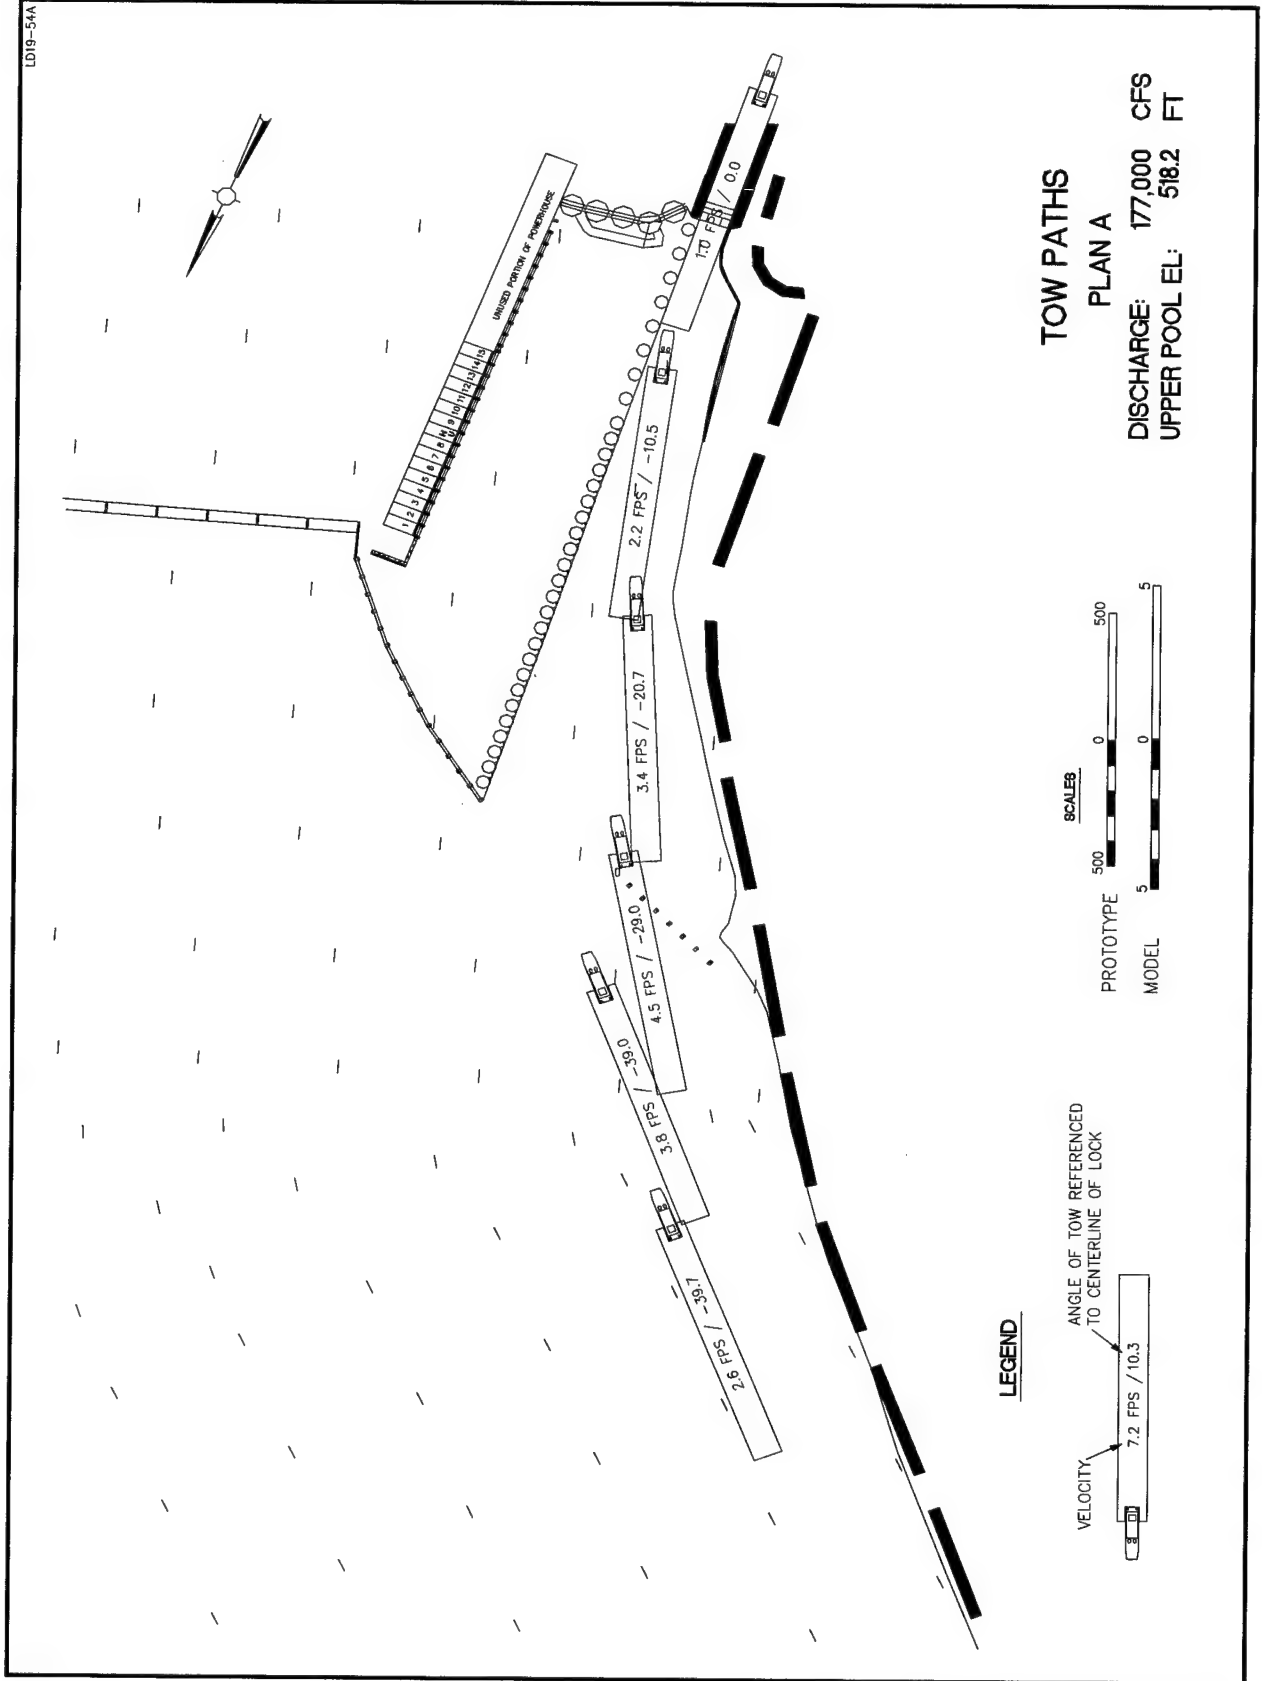 LD19-54A
UNUSED PORTION OF POWERHOUSE
1 2 3 4 5 6 7 8 9 10 11 12 13 14 15
1.0 FPS / 0.0
2.2 FPS / -10.5
3.4 FPS / -20.7
4.5 FPS / -29.0
3.8 FPS / -39.0
2.6 FPS / -39.7
LEGEND
VELOCITY
ANGLE OF TOW REFERENCED
TO CENTERLINE OF LOCK
7.2 FPS / 10.3
SCALES
PROTOTYPE 500 0 500
MODEL 5 0 5
TOW PATHS
PLAN A
DISCHARGE: 177,000 CFS
UPPER POOL EL: 518.2 FT